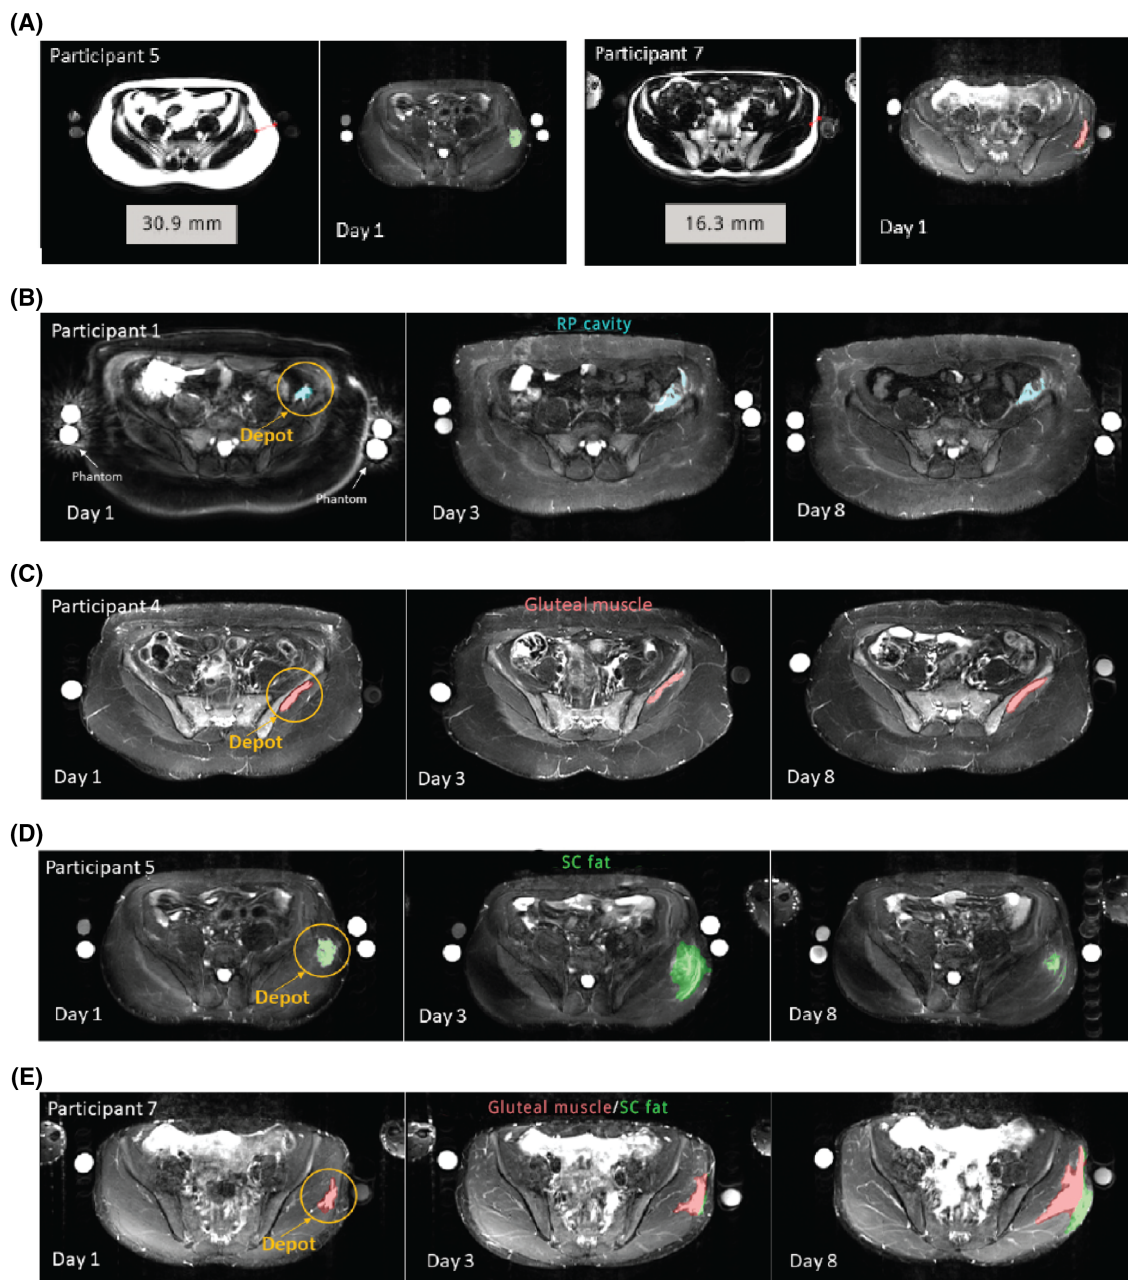 (A)
Participant 5
Participant 7
30.9 mm
Day 1
16.3 mm
Day 1
(B)
Participant 1
RP cavity
Depot
Phantom
Phantom
Day 1
Day 3
Day 8
(C)
Participant 4
Gluteal muscle
Depot
Day 1
Day 3
Day 8
(D)
Participant 5
SC fat
Depot
Day 1
Day 3
Day 8
(E)
Participant 7
Gluteal muscle/SC fat
Depot
Day 1
Day 3
Day 8